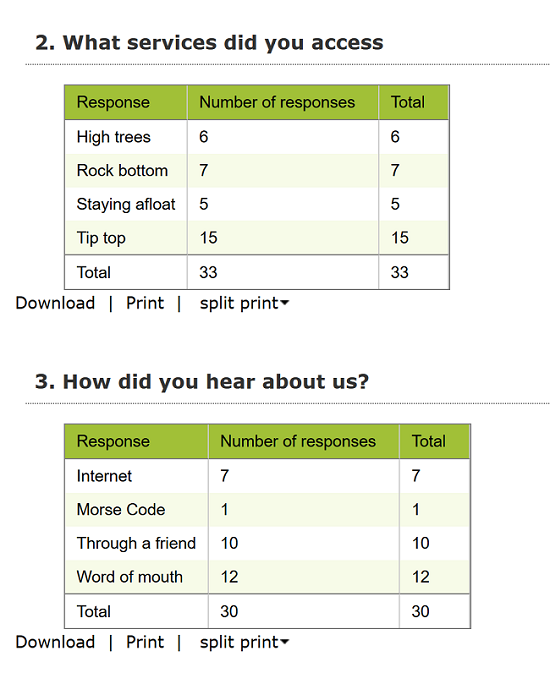 2. What services did you access
Response Number of responses Total
High trees 6 6
Rock bottom 7 7
Staying afloat 5 5
Tip top 15 15
Total 33 33
Download | Print | split print
3. How did you hear about us?
Response Number of responses Total
Internet 7 7
Morse Code 1 1
Through a friend 10 10
Word of mouth 12 12
Total 30 30
Download | Print | split print